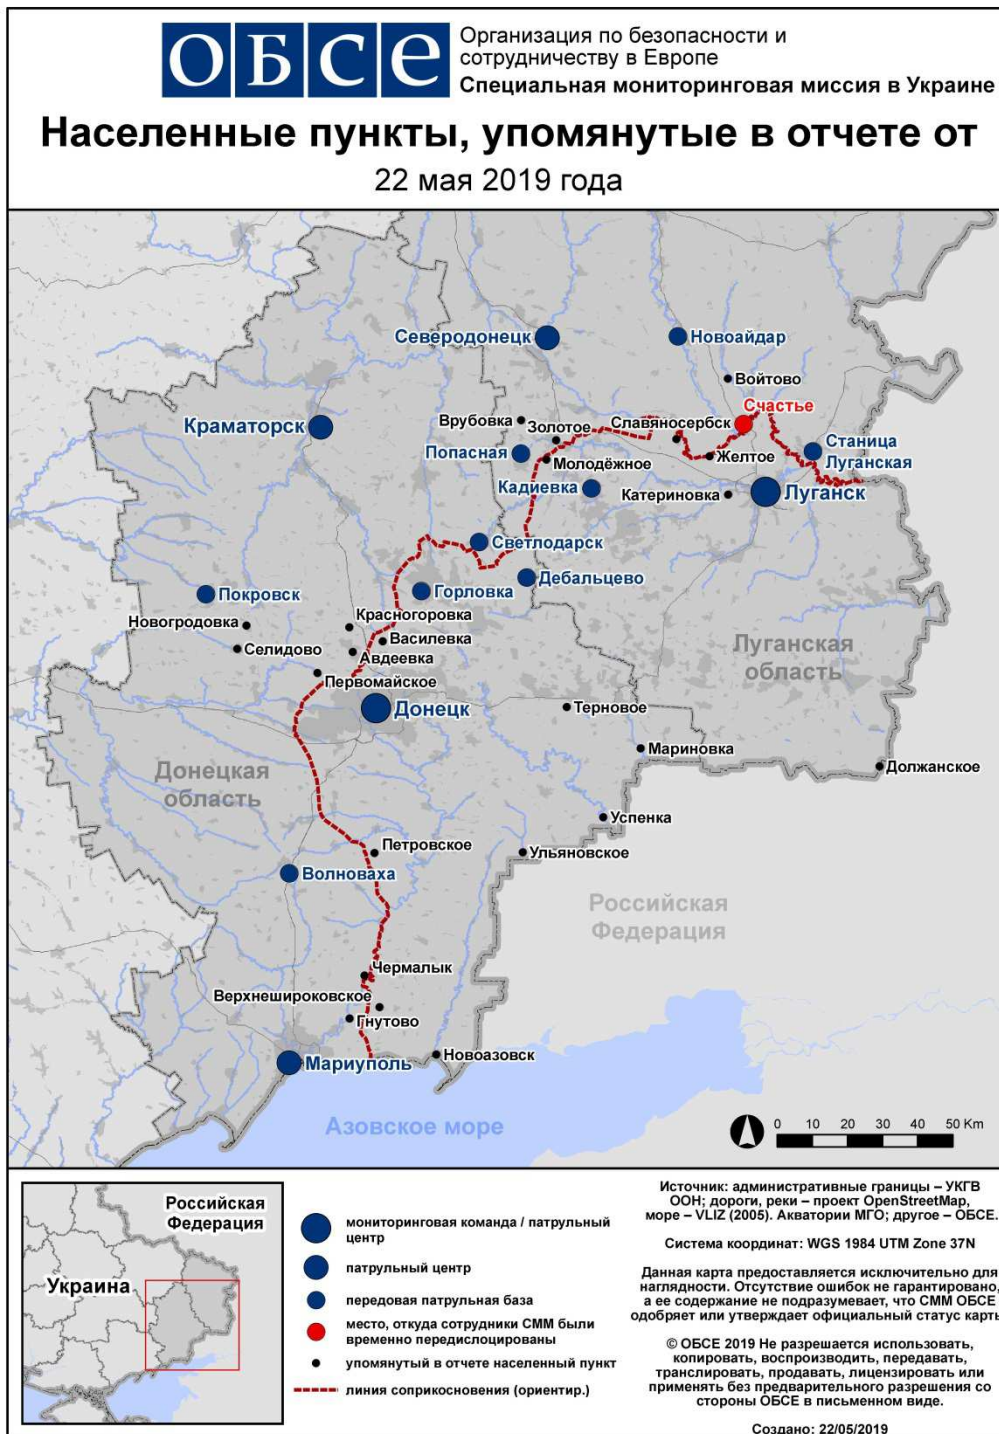 ОБСЕ
Организация по безопасности и
сотрудничеству в Европе
Специальная мониторинговая миссия в Украине
Населенные пункты, упомянутые в отчете от
22 мая 2019 года
Северодонецк
Новоайдар
Войтово
Счастье
Врубовка
Золотое
Славяносербск
Краматорск
Попасная
Молодёжное
Желтое
Станица
Луганская
Кадиевка
Катериновка
Луганск
Светлодарск
Дебальцево
Покровск
Горловка
Новогродовка
Красногоровка
Василевка
Селидово
Авдеевка
Первомайское
Луганская
область
Донецк
Терновое
Мариновка
Должанское
Донецкая
область
Успенка
Петровское
Ульяновское
Волноваха
Российская
Федерация
Чермалык
Верхнешироковское
Гнутово
Новоазовск
Мариуполь
Азовское море
0 10 20 30 40 50 Km
Российская
Федерация
Украина
мониторинговая команда / патрульный
центр
патрульный центр
передовая патрульная база
место, откуда сотрудники СММ были
временно передислоцированы
упомянутый в отчете населенный пункт
линия соприкосновения (ориентир.)
Источник: административные границы – УКГВ
ООН; дороги, реки – проект OpenStreetMap,
море – VLIZ (2005). Акватории МГО; другое – ОБСЕ.
Система координат: WGS 1984 UTM Zone 37N
Данная карта предоставляется исключительно для
наглядности. Отсутствие ошибок не гарантировано,
а ее содержание не подразумевает, что СММ ОБСЕ
одобряет или утверждает официальный статус карты
© ОБСЕ 2019 Не разрешается использовать,
копировать, воспроизводить, передавать,
транслировать, продавать, лицензировать или
применять без предварительного разрешения со
стороны ОБСЕ в письменном виде.
Создано: 22/05/2019